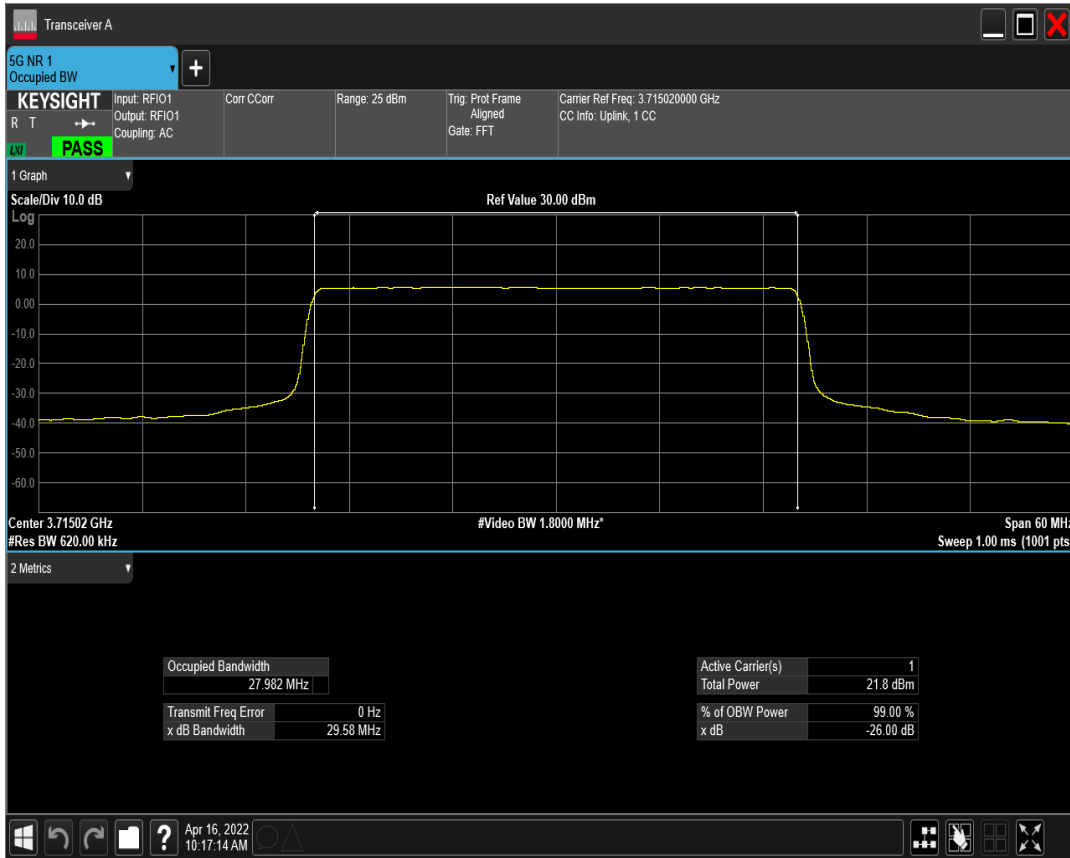 Transceiver A
5G NR 1
Occupied BW
+
KEYSIGHT
R T
LXI
PASS
Input: RFIO1
Output: RFIO1
Coupling: AC
Corr CCorr
Range: 25 dBm
Trig: Prot Frame
Aligned
Gate: FFT
Carrier Ref Freq: 3.715020000 GHz
CC Info: Uplink, 1 CC
1 Graph
Scale/Div 10.0 dB
Ref Value 30.00 dBm
Log
20.0
10.0
0.00
-10.0
-20.0
-30.0
-40.0
-50.0
-60.0
Center 3.71502 GHz
#Video BW 1.8000 MHz*
Span 60 MHz
#Res BW 620.00 kHz
Sweep 1.00 ms (1001 pts
2 Metrics
Occupied Bandwidth
27.982 MHz
Transmit Freq Error 0 Hz
x dB Bandwidth 29.58 MHz
Active Carrier(s) 1
Total Power 21.8 dBm
% of OBW Power 99.00 %
x dB -26.00 dB
?
Apr 16, 2022
10:17:14 AM